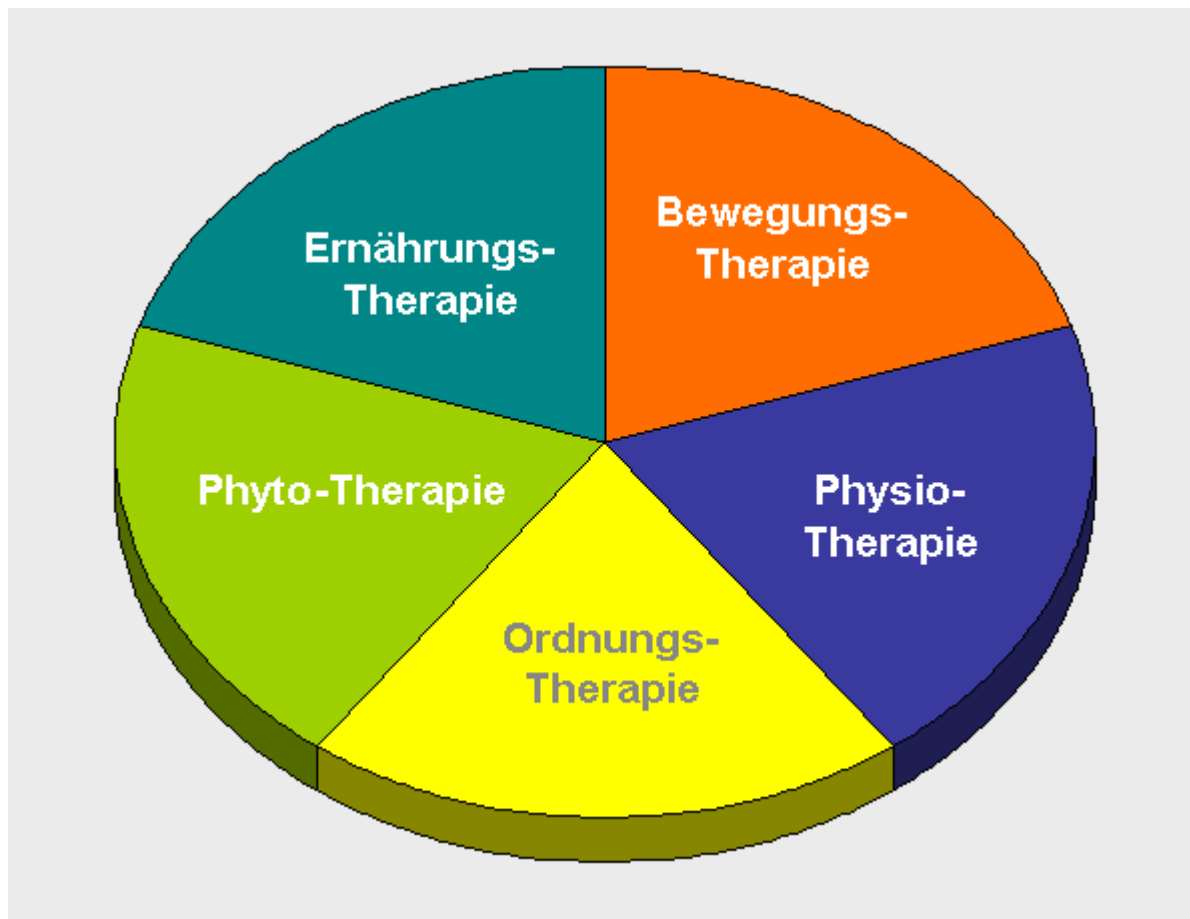 Bewegungs-
Therapie
Ernährungs-
Therapie
Phyto-Therapie
Physio-
Therapie
Ordnungs-
Therapie